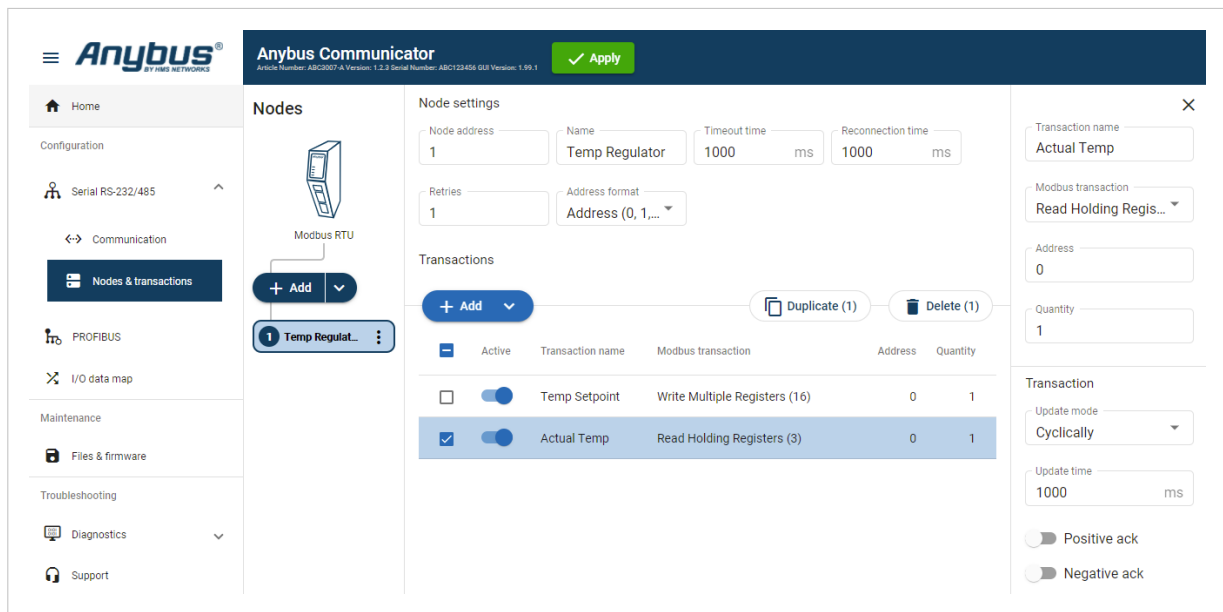 Anybus®
BY HMS NETWORKS
Home
Configuration
Serial RS-232/485
Communication
Nodes & transactions
PROFIBUS
I/O data map
Maintenance
Files & firmware
Troubleshooting
Diagnostics
Support
Anybus Communicator
Article Number: ABC3007-A Version: 1.2.3 Serial Number: ABC123456 GUI Version: 1.99.1
Apply
Nodes
Modbus RTU
Add
1 Temp Regulat...
Node settings
Node address
1
Name
Temp Regulator
Timeout time
1000 ms
Reconnection time
1000 ms
Retries
1
Address format
Address (0, 1,...
Transactions
Add
Duplicate (1)
Delete (1)
Active Transaction name Modbus transaction Address Quantity
Temp Setpoint Write Multiple Registers (16) 0 1
Actual Temp Read Holding Registers (3) 0 1
Transaction name
Actual Temp
Modbus transaction
Read Holding Regis...
Address
0
Quantity
1
Transaction
Update mode
Cyclically
Update time
1000 ms
Positive ack
Negative ack